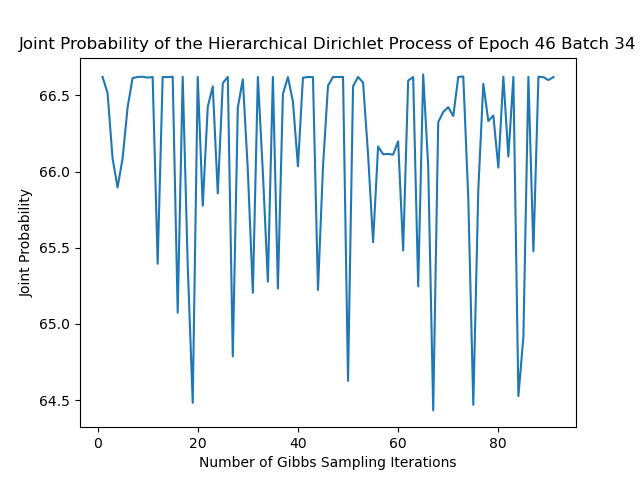 Joint Probability of the Hierarchical Dirichlet Process of Epoch 46 Batch 34
66.5
66.0
65.5
65.0
64.5
Joint Probability
0 20 40 60 80
Number of Gibbs Sampling Iterations